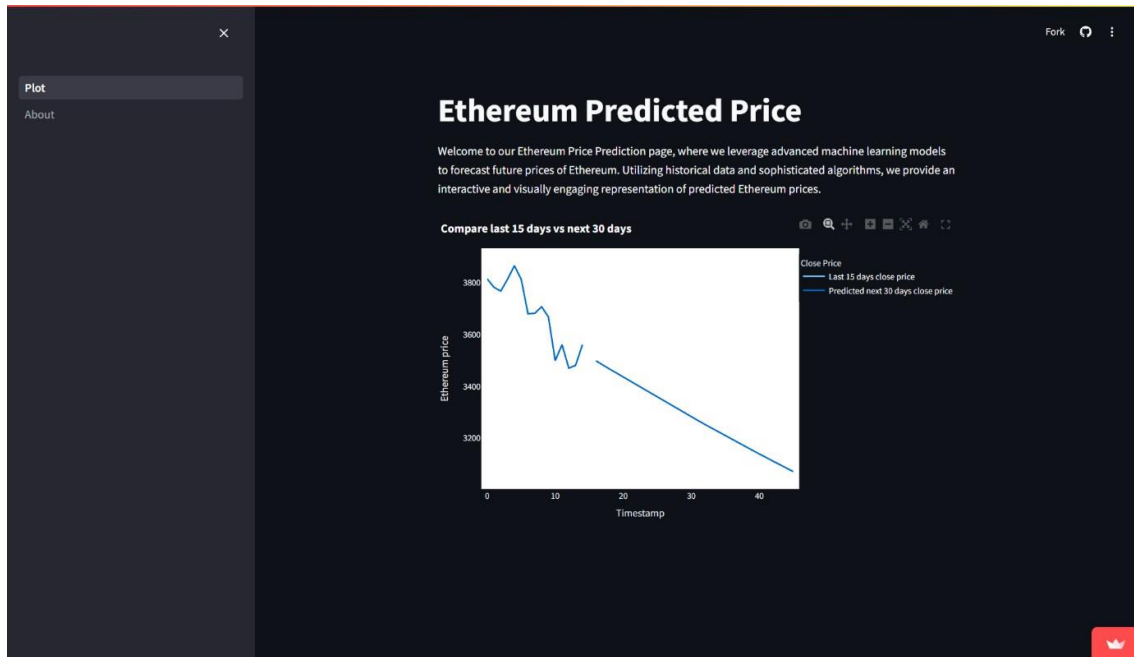 Fork
Plot
About
Ethereum Predicted Price
Welcome to our Ethereum Price Prediction page, where we leverage advanced machine learning models
to forecast future prices of Ethereum. Utilizing historical data and sophisticated algorithms, we provide an
interactive and visually engaging representation of predicted Ethereum prices.
Compare last 15 days vs next 30 days
Close Price
Last 15 days close price
Predicted next 30 days close price
3800
3600
3400
3200
Ethereum price
0 10 20 30 40
Timestamp